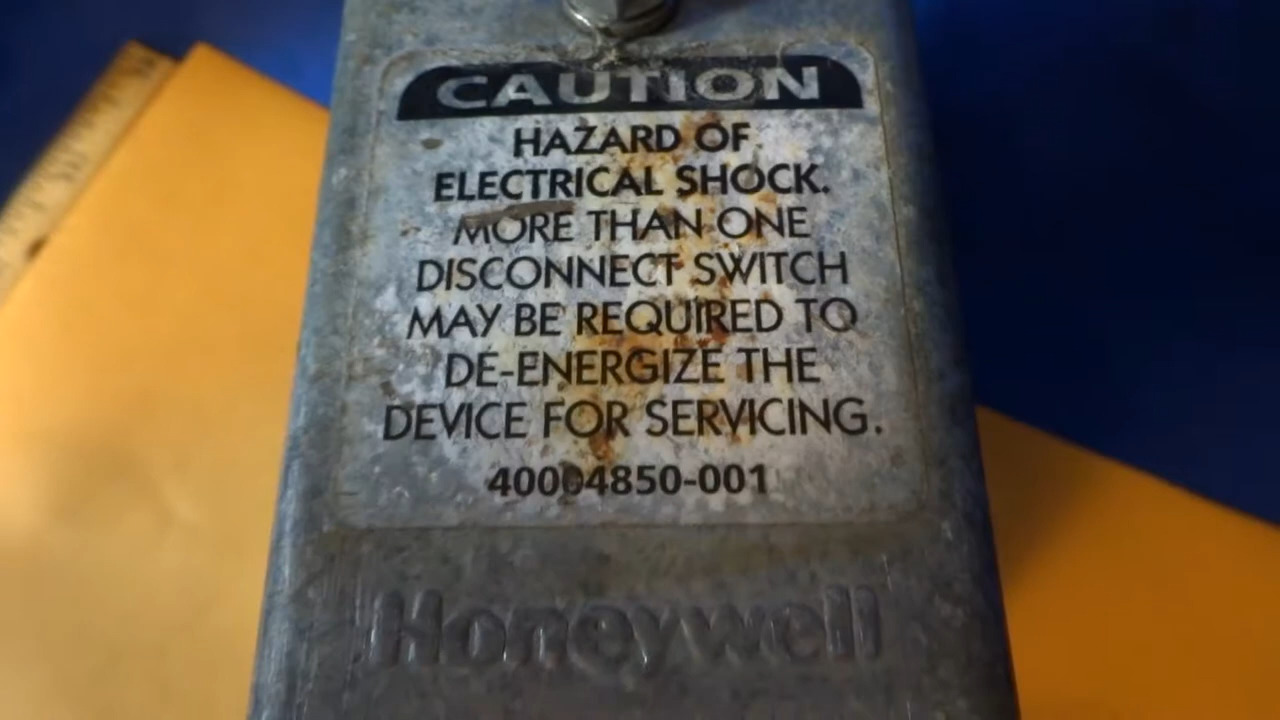 CAUTION
HAZARD OF
ELECTRICAL SHOCK.
MORE THAN ONE
DISCONNECT SWITCH
MAY BE REQUIRED TO
DE-ENERGIZE THE
DEVICE FOR SERVICING.
40004850-001
Honeywell